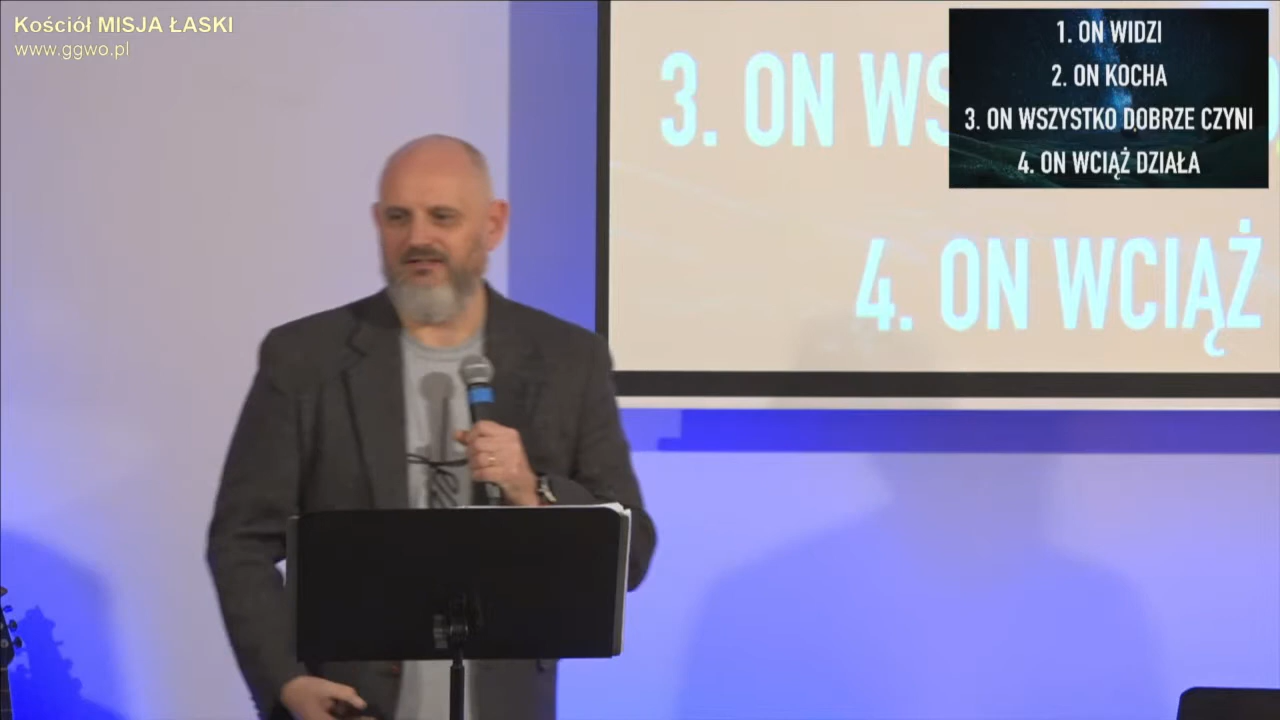 Kościół MISJA ŁASKI
www.ggwo.pl
1. ON WIDZI
2. ON KOCHA
3. ON WSZYSTKO DOBRZE CZYNI
4. ON WCIĄŻ DZIAŁA
3. ON
4. ON WCIĄŻ